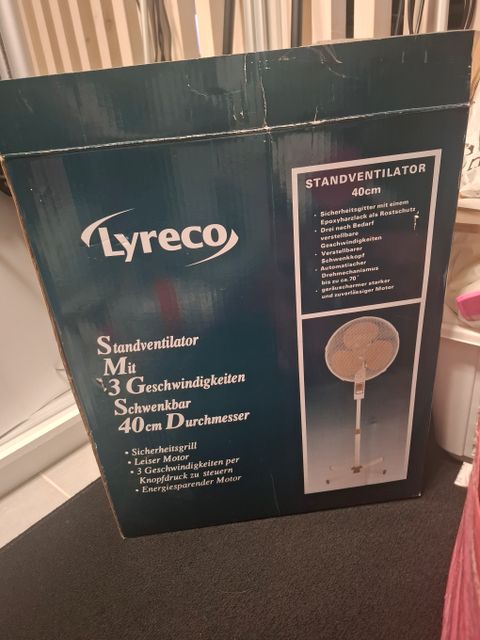 Lyreco
Standventilator
Mit
3 Geschwindigkeiten
Schwenkbar
40cm Durchmesser
• Sicherheitsgrill
• Leiser Motor
• 3 Geschwindigkeiten per
Knopfdruck zu steuern
• Energiesparender Motor
STANDVENTILATOR
40cm
• Sicherheitsgitter mit einem
Epoxyharzlack als Rostschutz
• Drei nach Bedarf
verstellbare
Geschwindigkeiten
• Verstellbarer
Schwenkkopf
• Automatischer
Drehmechanismus
bis zu ca.70°
• geräuscharmer starker
und zuverlässiger Motor